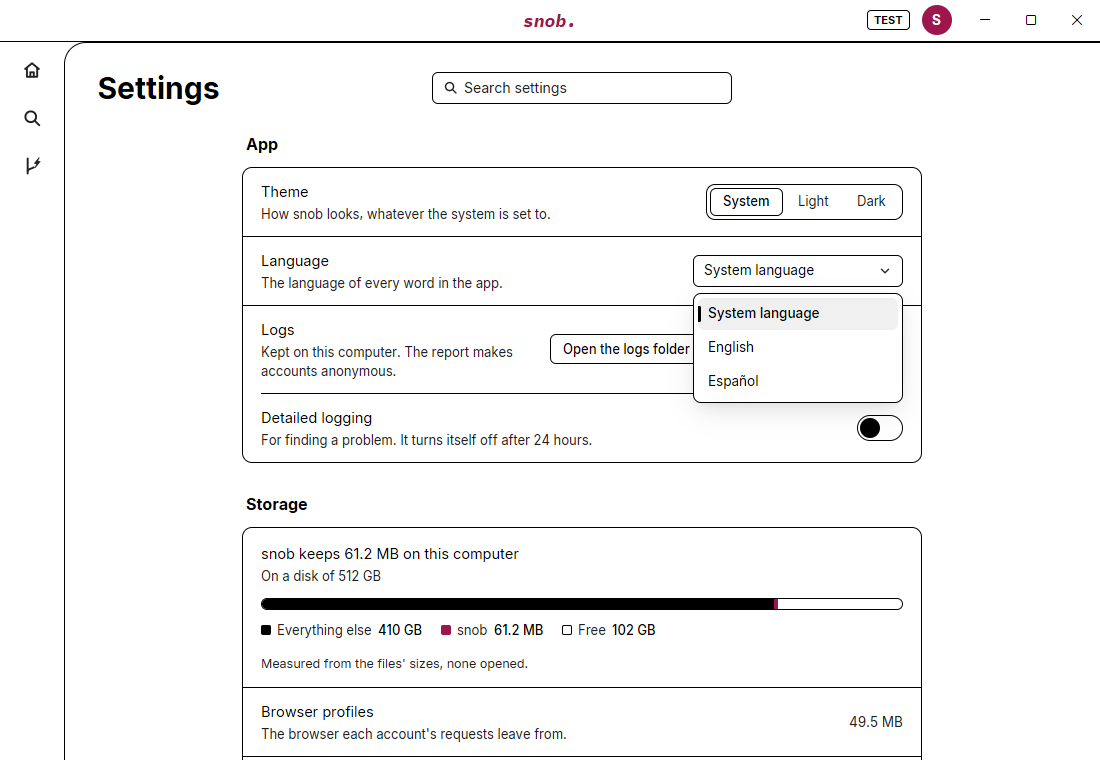 snob.
TEST
S
Settings
Search settings
App
Theme
How snob looks, whatever the system is set to.
System
Light
Dark
Language
The language of every word in the app.
System language
System language
English
Español
Logs
Kept on this computer. The report makes
accounts anonymous.
Open the logs folder
Detailed logging
For finding a problem. It turns itself off after 24 hours.
Storage
snob keeps 61.2 MB on this computer
On a disk of 512 GB
Everything else 410 GB
snob 61.2 MB
Free 102 GB
Measured from the files' sizes, none opened.
Browser profiles
The browser each account's requests leave from.
49.5 MB